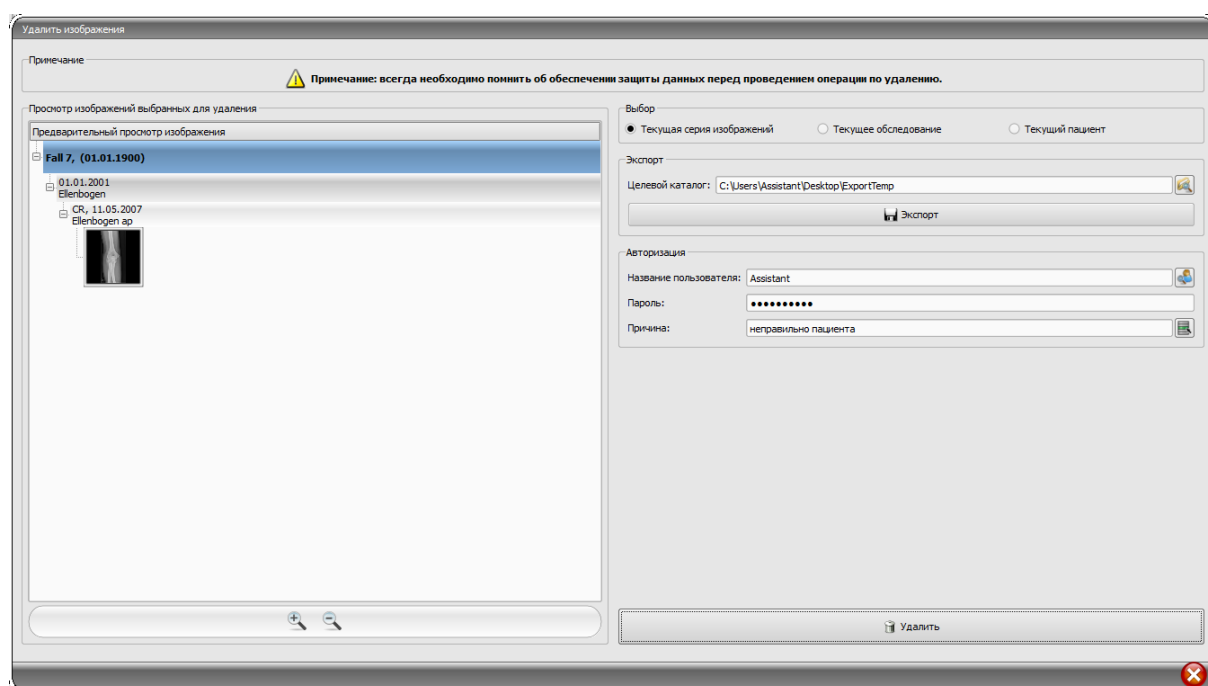 Удалить изображения
Примечание
Примечание: всегда необходимо помнить об обеспечении защиты данных перед проведением операции по удалению.
Просмотр изображений выбранных для удаления
Предварительный просмотр изображения
Fall 7, (01.01.1900)
01.01.2001
Ellenbogen
CR, 11.05.2007
Ellenbogen ap
Выбор
Текущая серия изображений Текущее обследование Текущий пациент
Экспорт
Целевой каталог: C:\Users\Assistant\Desktop\ExportTemp
Экспорт
Авторизация
Название пользователя: Assistant
Пароль: ●●●●●●●●●●
Причина: неправильно пациента
Удалить